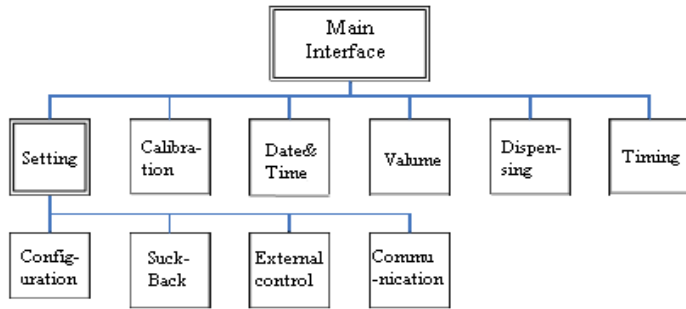 Main
Interface
Setting
Calibra-
tion
Date&
Time
Valume
Dispen-
sing
Timing
Config-
uration
Suck-
Back
External
control
Commu
-nication